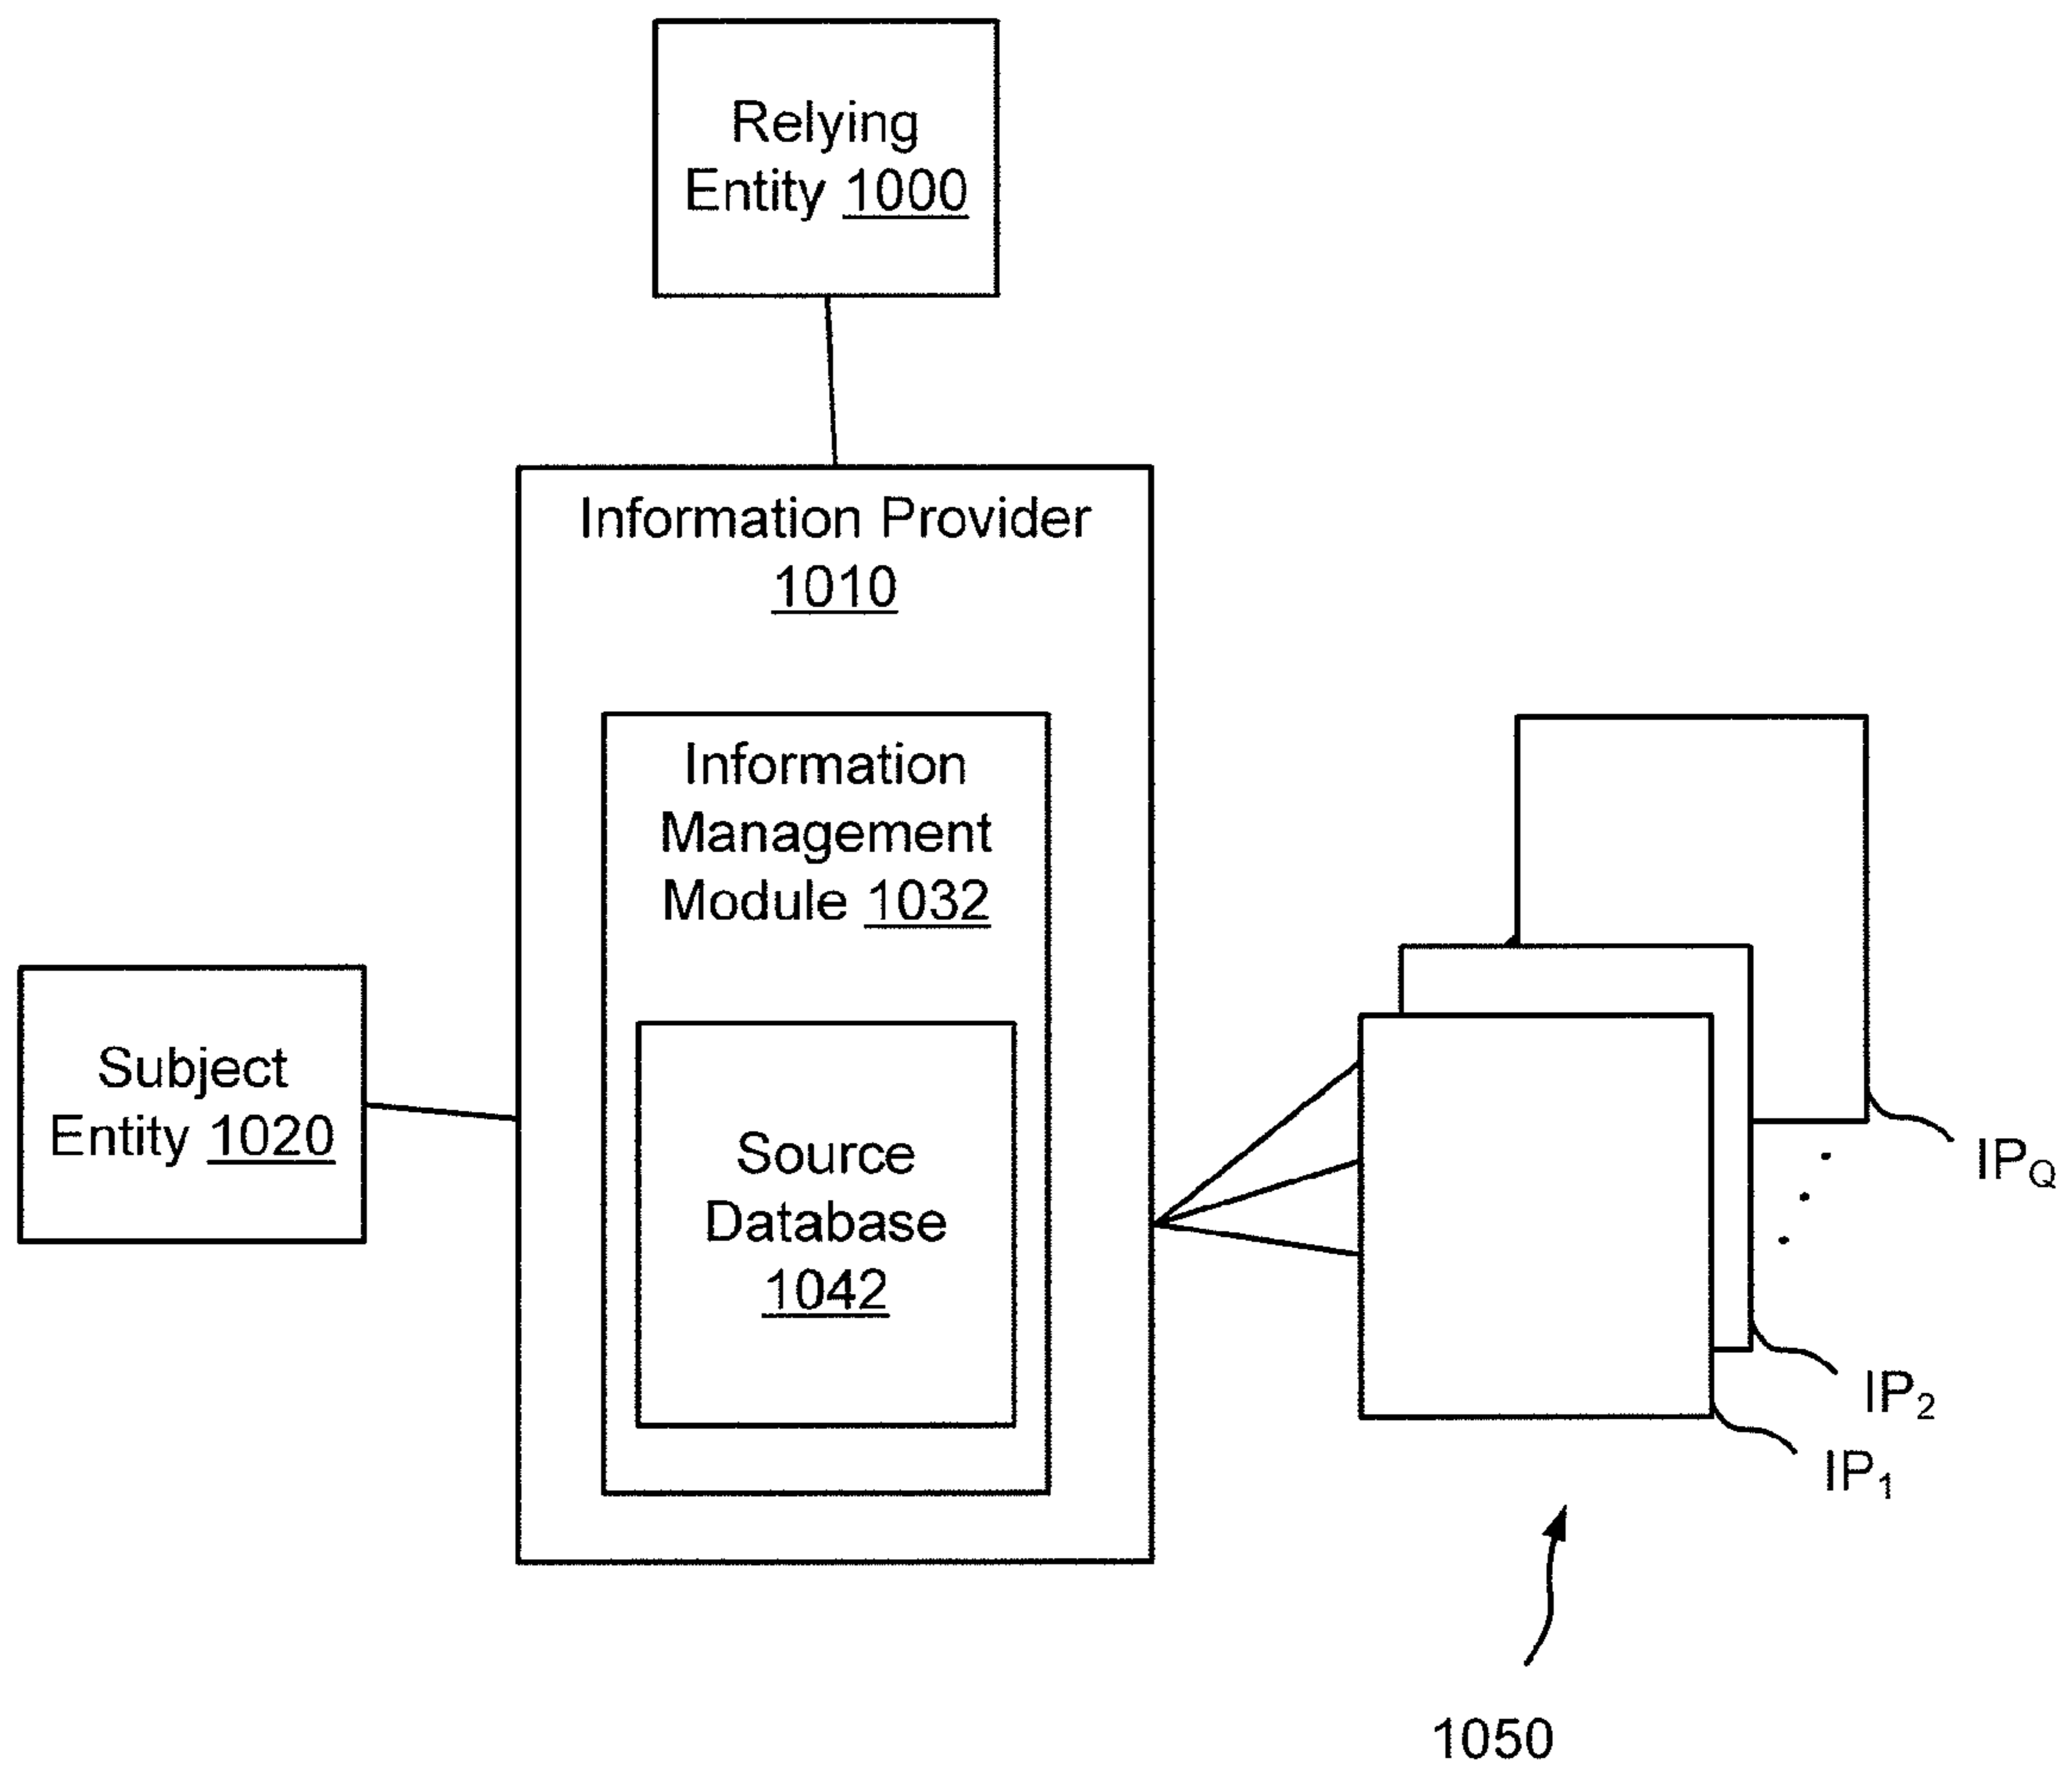 Relying
Entity 1000
Information Provider
1010
Information
Management
Module 1032
Subject
Entity 1020
Source
Database
1042
IPQ
IP2
IP1
1050